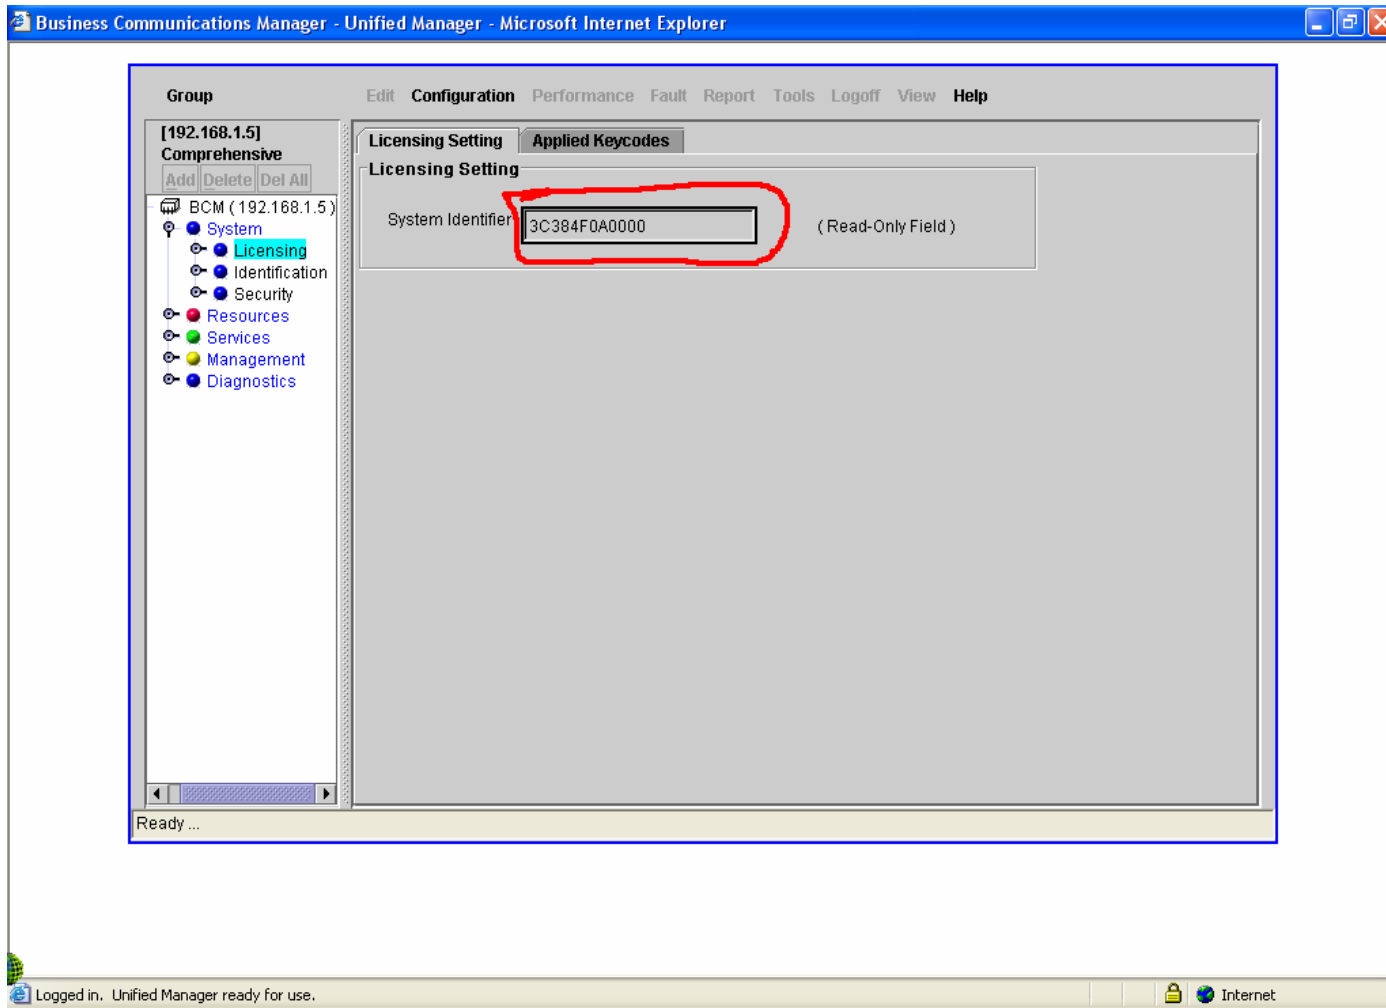 Business Communications Manager - Unified Manager - Microsoft Internet Explorer
Group Edit Configuration Performance Fault Report Tools Logoff View Help
[192.168.1.5]
Comprehensive
Add Delete Del All
BCM ( 192.168.1.5 )
System
Licensing
Identification
Security
Resources
Services
Management
Diagnostics
Licensing Setting Applied Keycodes
Licensing Setting
System Identifier 3C384F0A0000 ( Read-Only Field )
Ready ...
Logged in. Unified Manager ready for use. Internet